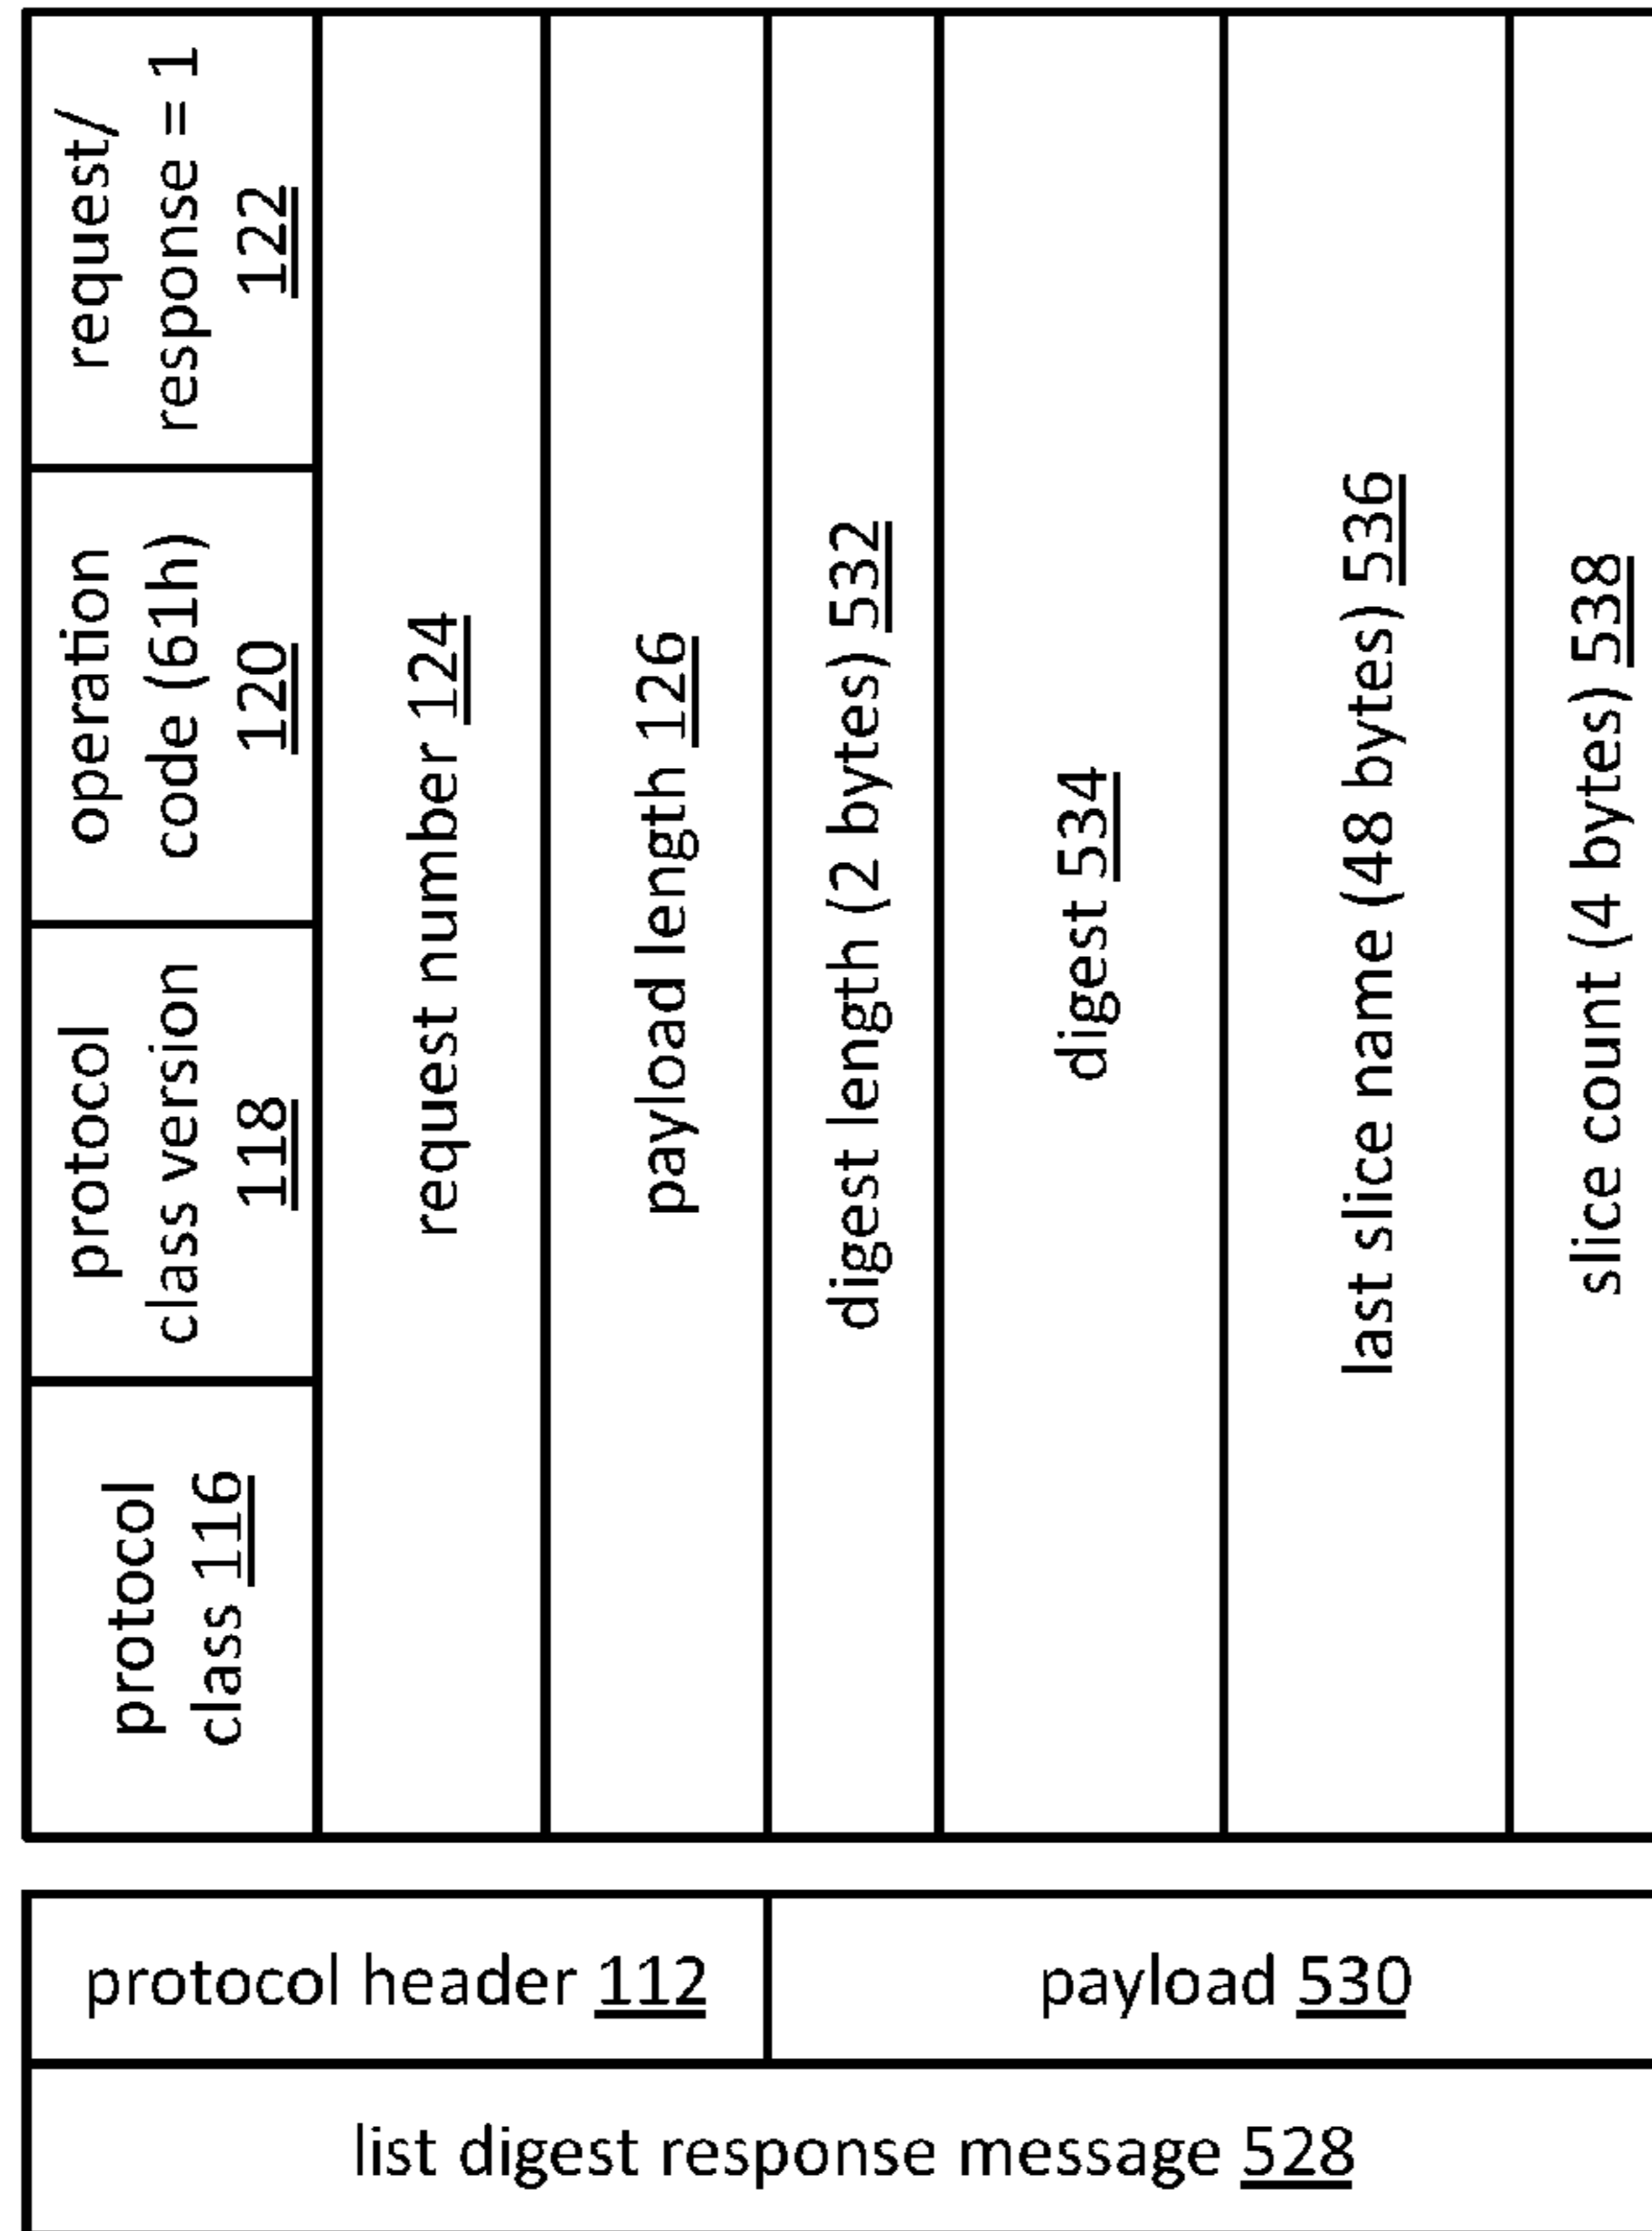 list digest response message 528
protocol header 112
payload 530
protocol
class 116
protocol
class version
118
operation
code (61h)
120
request/
response = 1
122
request number 124
payload length 126
digest length (2 bytes) 532
digest 534
last slice name (48 bytes) 536
slice count (4 bytes) 538